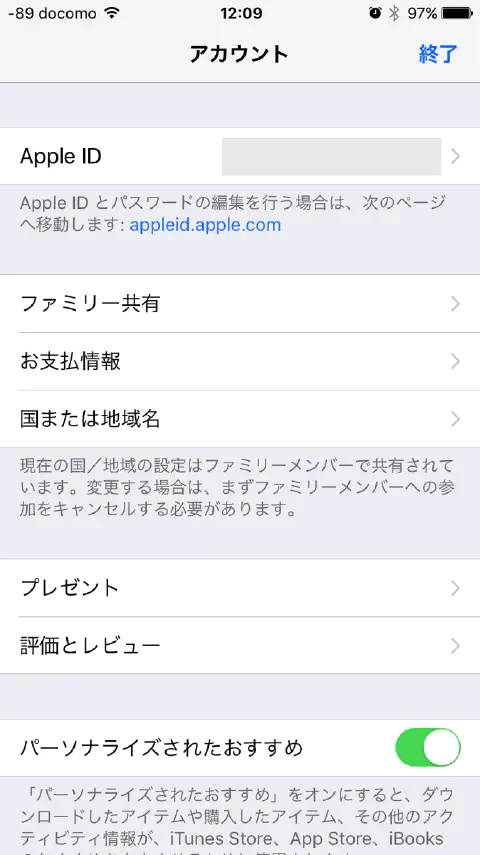 -89 docomo 12:09 97%
アカウント 終了
Apple ID
Apple ID とパスワードの編集を行う場合は、次のページ
へ移動します: appleid.apple.com
ファミリー共有
お支払情報
国または地域名
現在の国／地域の設定はファミリーメンバーで共有されて
います。変更する場合は、まずファミリーメンバーへの参
加をキャンセルする必要があります。
プレゼント
評価とレビュー
パーソナライズされたおすすめ
「パーソナライズされたおすすめ」をオンにすると、ダウ
ンロードしたアイテムや購入したアイテム、その他のアク
ティビティ情報が、iTunes Store、App Store、iBooks